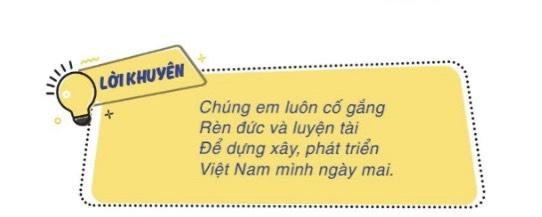 LỜI KHUYÊN
Chúng em luôn cố gắng
Rèn đức và luyện tài
Để dựng xây, phát triển
Việt Nam mình ngày mai.